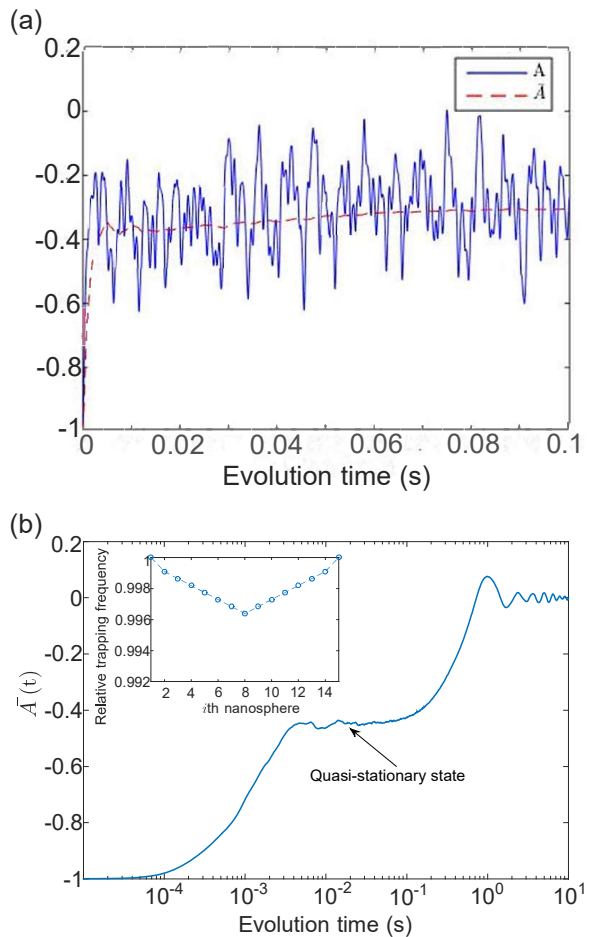 (a)
0.2
0
-0.2
-0.4
-0.6
-0.8
-1
A
Ā
0 0.02 0.04 0.06 0.08 0.1
Evolution time (s)
(b)
0.2
0
-0.2
-0.4
-0.6
-0.8
-1
Ā(t)
Relative trapping frequency
1
0.998
0.996
0.994
0.992
2 4 6 8 10 12 14
ith nanosphere
Quasi-stationary state
10⁻⁴ 10⁻³ 10⁻² 10⁻¹ 10⁰ 10¹
Evolution time (s)